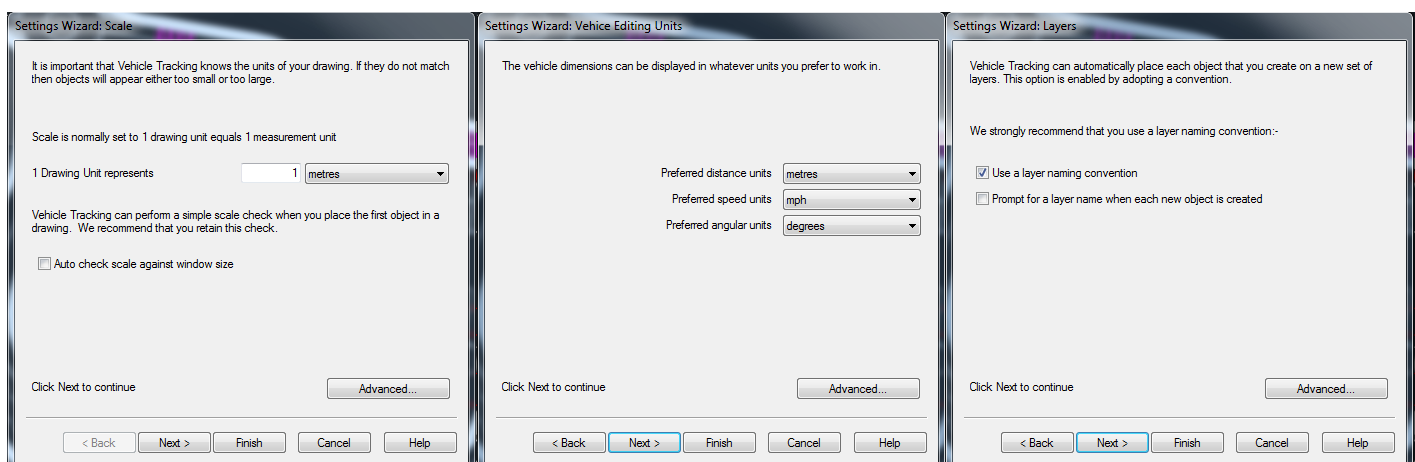 Settings Wizard: Scale
It is important that Vehicle Tracking knows the units of your drawing. If they do not match
then objects will appear either too small or too large.
Scale is normally set to 1 drawing unit equals 1 measurement unit
1 Drawing Unit represents 1 metres
Vehicle Tracking can perform a simple scale check when you place the first object in a
drawing. We recommend that you retain this check.
Auto check scale against window size
Click Next to continue
Advanced...
< Back Next > Finish Cancel Help
Settings Wizard: Vehice Editing Units
The vehicle dimensions can be displayed in whatever units you prefer to work in.
Preferred distance units metres
Preferred speed units mph
Preferred angular units degrees
Click Next to continue
Advanced...
< Back Next > Finish Cancel Help
Settings Wizard: Layers
Vehicle Tracking can automatically place each object that you create on a new set of
layers. This option is enabled by adopting a convention.
We strongly recommend that you use a layer naming convention:-
Use a layer naming convention
Prompt for a layer name when each new object is created
Click Next to continue
Advanced...
< Back Next > Finish Cancel Help